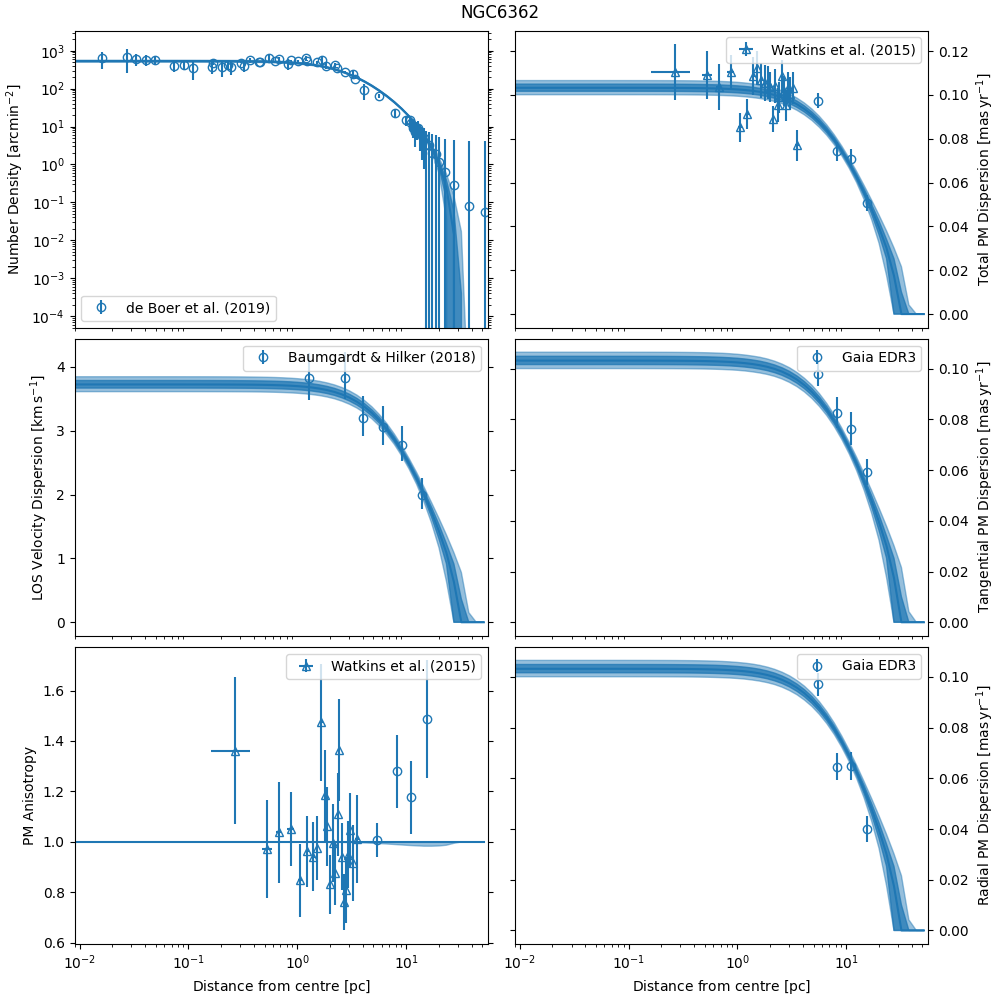 NGC6362
Number Density [arcmin⁻²]
10³
10²
10¹
10⁰
10⁻¹
10⁻²
10⁻³
10⁻⁴
de Boer et al. (2019)
Watkins et al. (2015)
0.12
0.10
0.08
0.06
0.04
0.02
0.00
Total PM Dispersion [mas yr⁻¹]
LOS Velocity Dispersion [km s⁻¹]
4
3
2
1
0
Baumgardt & Hilker (2018)
Gaia EDR3
0.10
0.08
0.06
0.04
0.02
0.00
Tangential PM Dispersion [mas yr⁻¹]
PM Anisotropy
1.6
1.4
1.2
1.0
0.8
0.6
Watkins et al. (2015)
10⁻² 10⁻¹ 10⁰ 10¹
Distance from centre [pc]
Gaia EDR3
0.10
0.08
0.06
0.04
0.02
0.00
Radial PM Dispersion [mas yr⁻¹]
10⁻² 10⁻¹ 10⁰ 10¹
Distance from centre [pc]